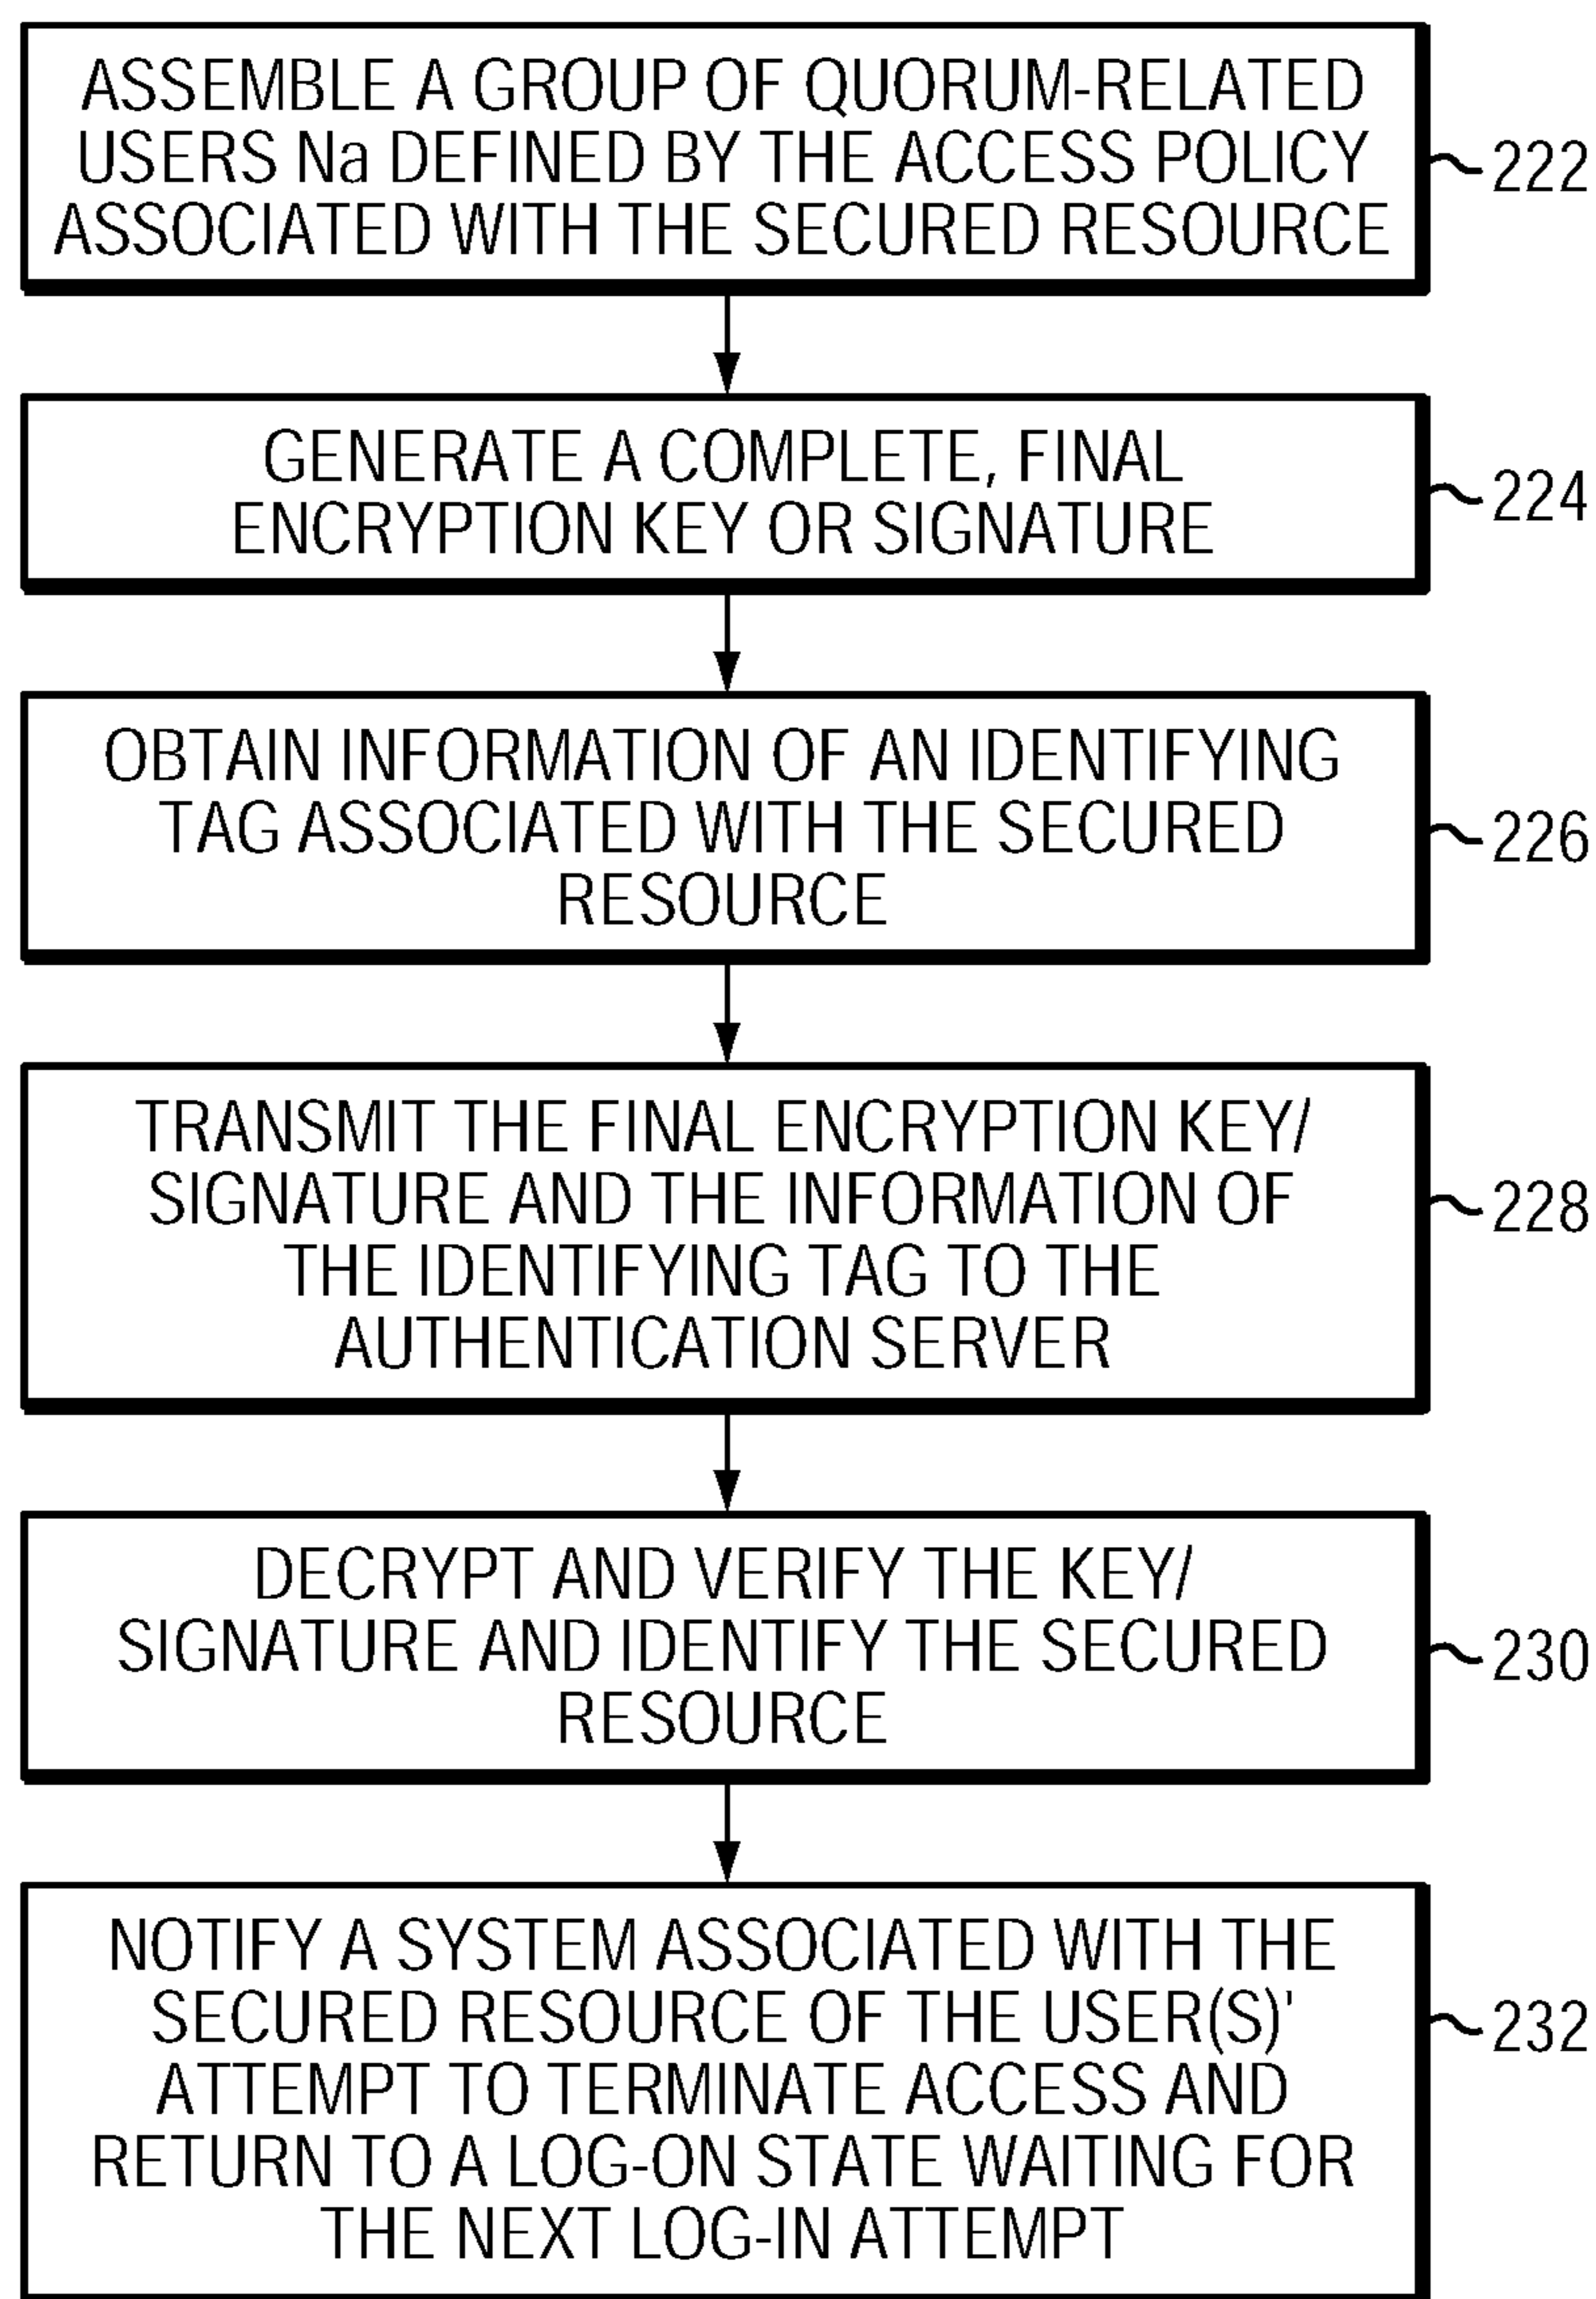 ASSEMBLE A GROUP OF QUORUM-RELATED
USERS Na DEFINED BY THE ACCESS POLICY
ASSOCIATED WITH THE SECURED RESOURCE
222
GENERATE A COMPLETE, FINAL
ENCRYPTION KEY OR SIGNATURE
224
OBTAIN INFORMATION OF AN IDENTIFYING
TAG ASSOCIATED WITH THE SECURED
RESOURCE
226
TRANSMIT THE FINAL ENCRYPTION KEY/
SIGNATURE AND THE INFORMATION OF
THE IDENTIFYING TAG TO THE
AUTHENTICATION SERVER
228
DECRYPT AND VERIFY THE KEY/
SIGNATURE AND IDENTIFY THE SECURED
RESOURCE
230
NOTIFY A SYSTEM ASSOCIATED WITH THE
SECURED RESOURCE OF THE USER(S)'
ATTEMPT TO TERMINATE ACCESS AND
RETURN TO A LOG-ON STATE WAITING FOR
THE NEXT LOG-IN ATTEMPT
232